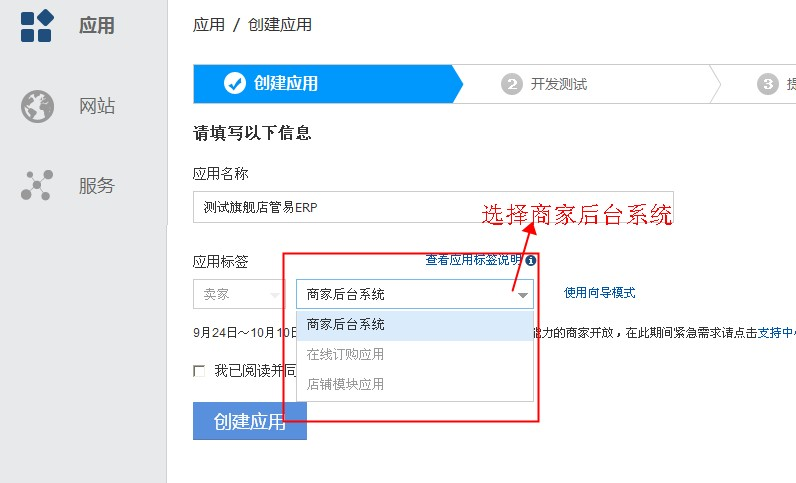 应用
网站
服务
应用 / 创建应用
创建应用
2 开发测试
3
请填写以下信息
应用名称
测试旗舰店管易ERP
选择商家后台系统
应用标签
查看应用标签说明
卖家
商家后台系统
使用向导模式
商家后台系统
在线订购应用
店铺模块应用
9月24日～10月10日
能力的商家开放，在此期间紧急需求请点击支持中
我已阅读并同
创建应用